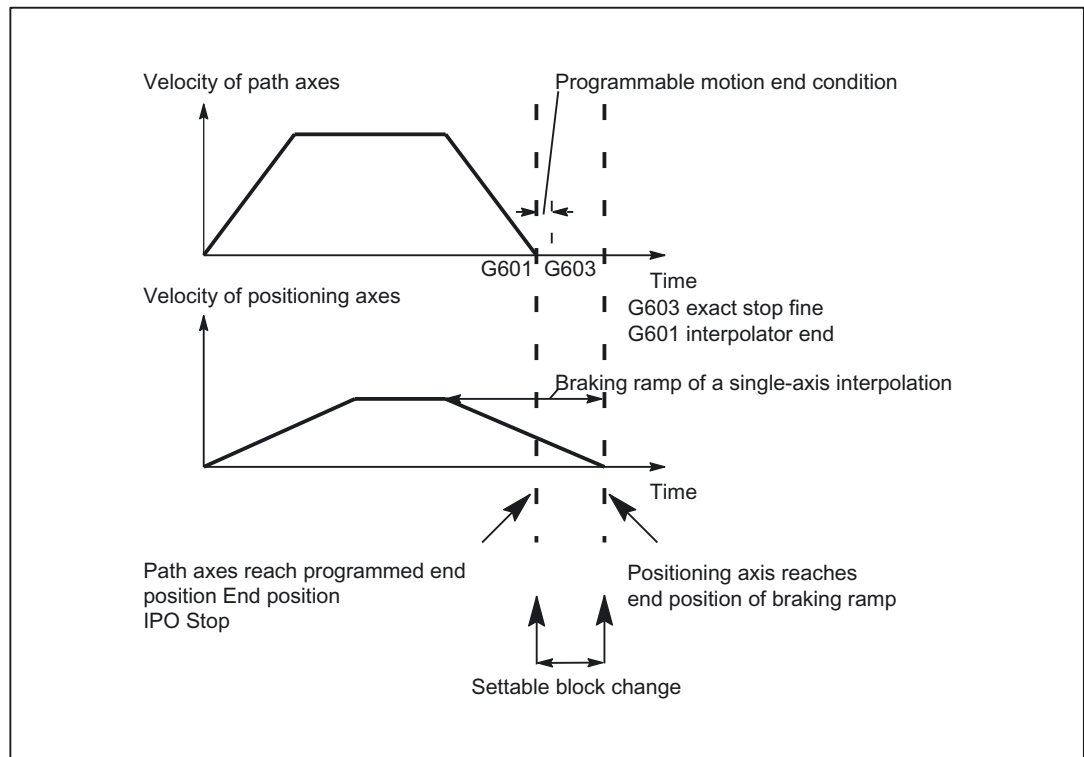 Velocity of path axes
Programmable motion end condition
G601 G603
Time
Velocity of positioning axes
G603 exact stop fine
G601 interpolator end
Braking ramp of a single-axis interpolation
Time
Path axes reach programmed end
position End position
IPO Stop
Positioning axis reaches
end position of braking ramp
Settable block change